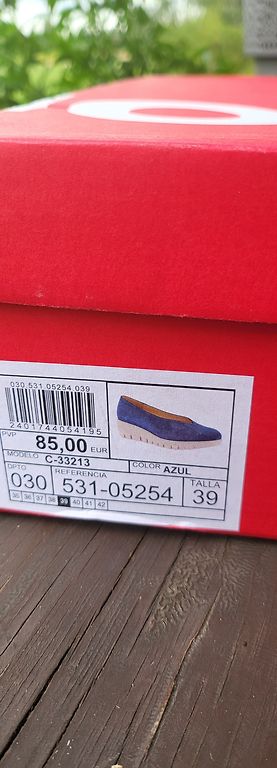 030.531.05254.039
2401744054195
PVP 85,00 EUR
MODELO C-33213
COLOR AZUL
DPTO REFERENCIA TALLA
030 531-05254 39
35 36 37 38 39 40 41 42